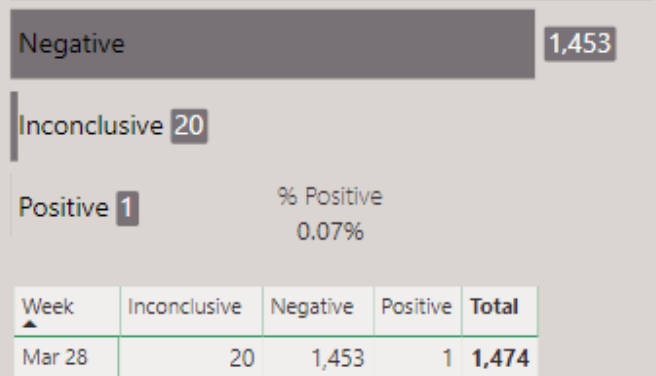 Negative 1,453
Inconclusive 20
Positive 1
% Positive
0.07%
Week Inconclusive Negative Positive Total
Mar 28 20 1,453 1 1,474